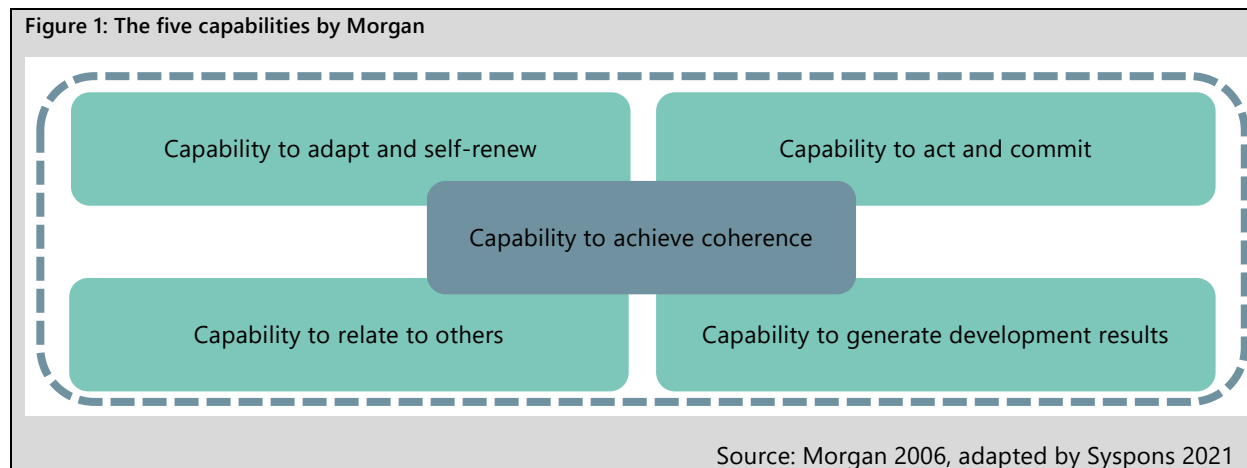 Figure 1: The five capabilities by Morgan
Capability to adapt and self-renew
Capability to act and commit
Capability to achieve coherence
Capability to relate to others
Capability to generate development results
Source: Morgan 2006, adapted by Syspons 2021